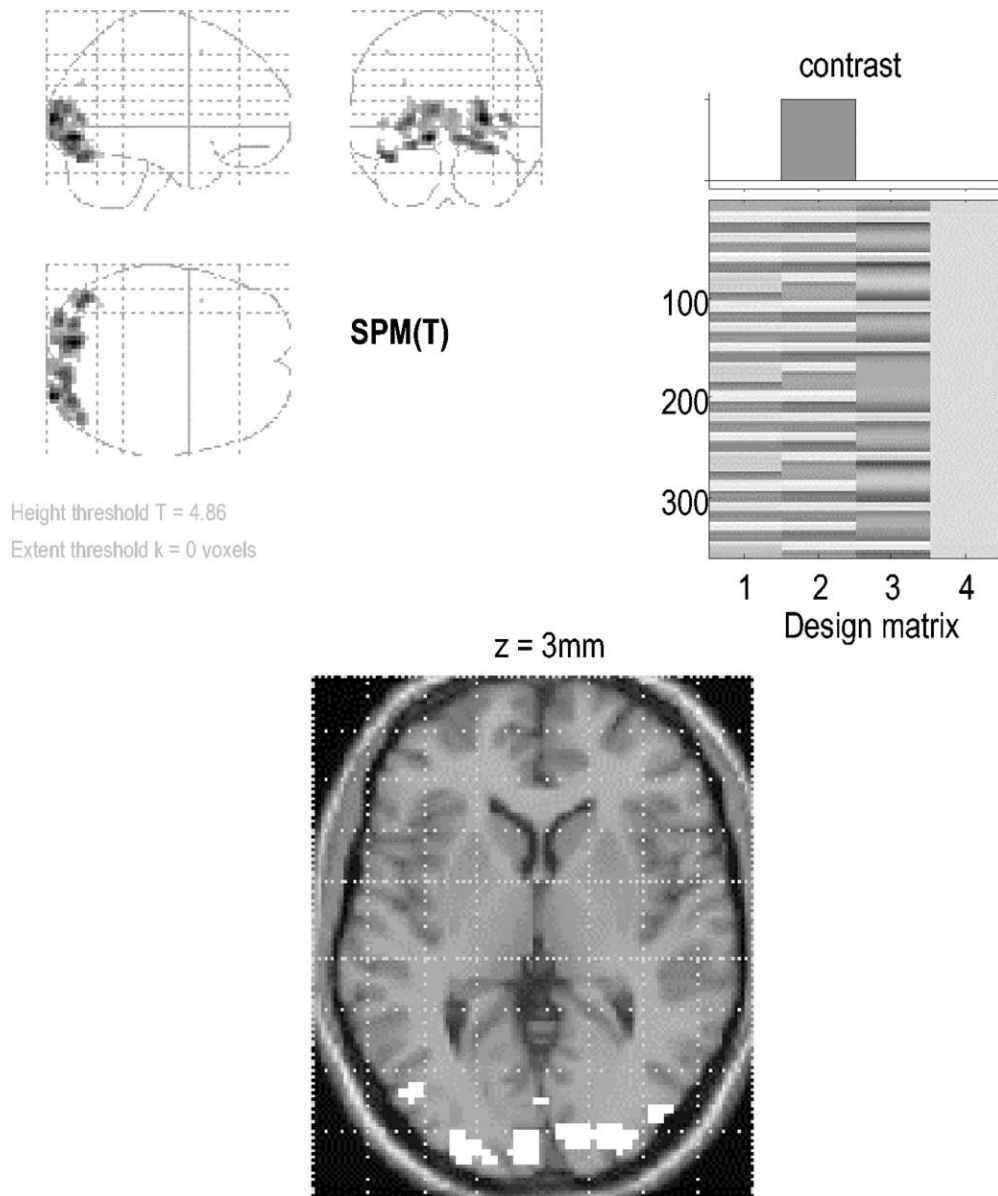 contrast
SPM(T)
Height threshold T = 4.86
Extent threshold k = 0 voxels
100
200
300
1 2 3 4
Design matrix
z = 3mm